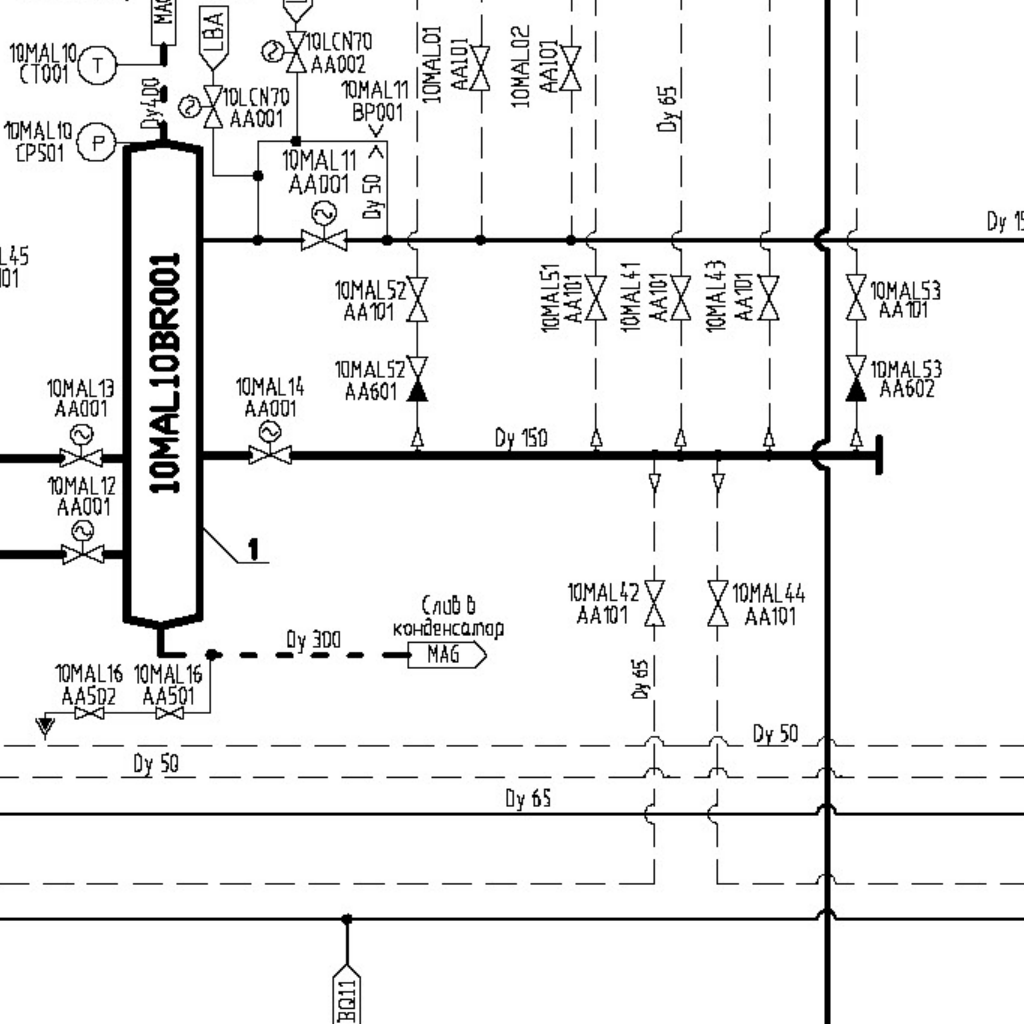 MAG
LBA
10MAL10
CT001
T
Dy400
10MAL10
CP501
P
10LCN70
AA002
10LCN70
AA001
10MAL11
BP001
10MAL11
AA001
Dy 50
10MAL01
AA101
10MAL02
AA101
Dy 65
L45
101
10MAL10BR001
10MAL52
AA101
10MAL51
AA101
10MAL41
AA101
10MAL43
AA101
10MAL53
AA101
10MAL52
AA601
10MAL53
AA602
10MAL13
AA001
10MAL14
AA001
Dy 150
10MAL12
AA001
1
10MAL42
AA101
10MAL44
AA101
Слив в
конденсатор
Dy 300
MAG
Dy 65
10MAL16
AA502
10MAL16
AA501
Dy 50
Dy 50
Dy 65
BQ11